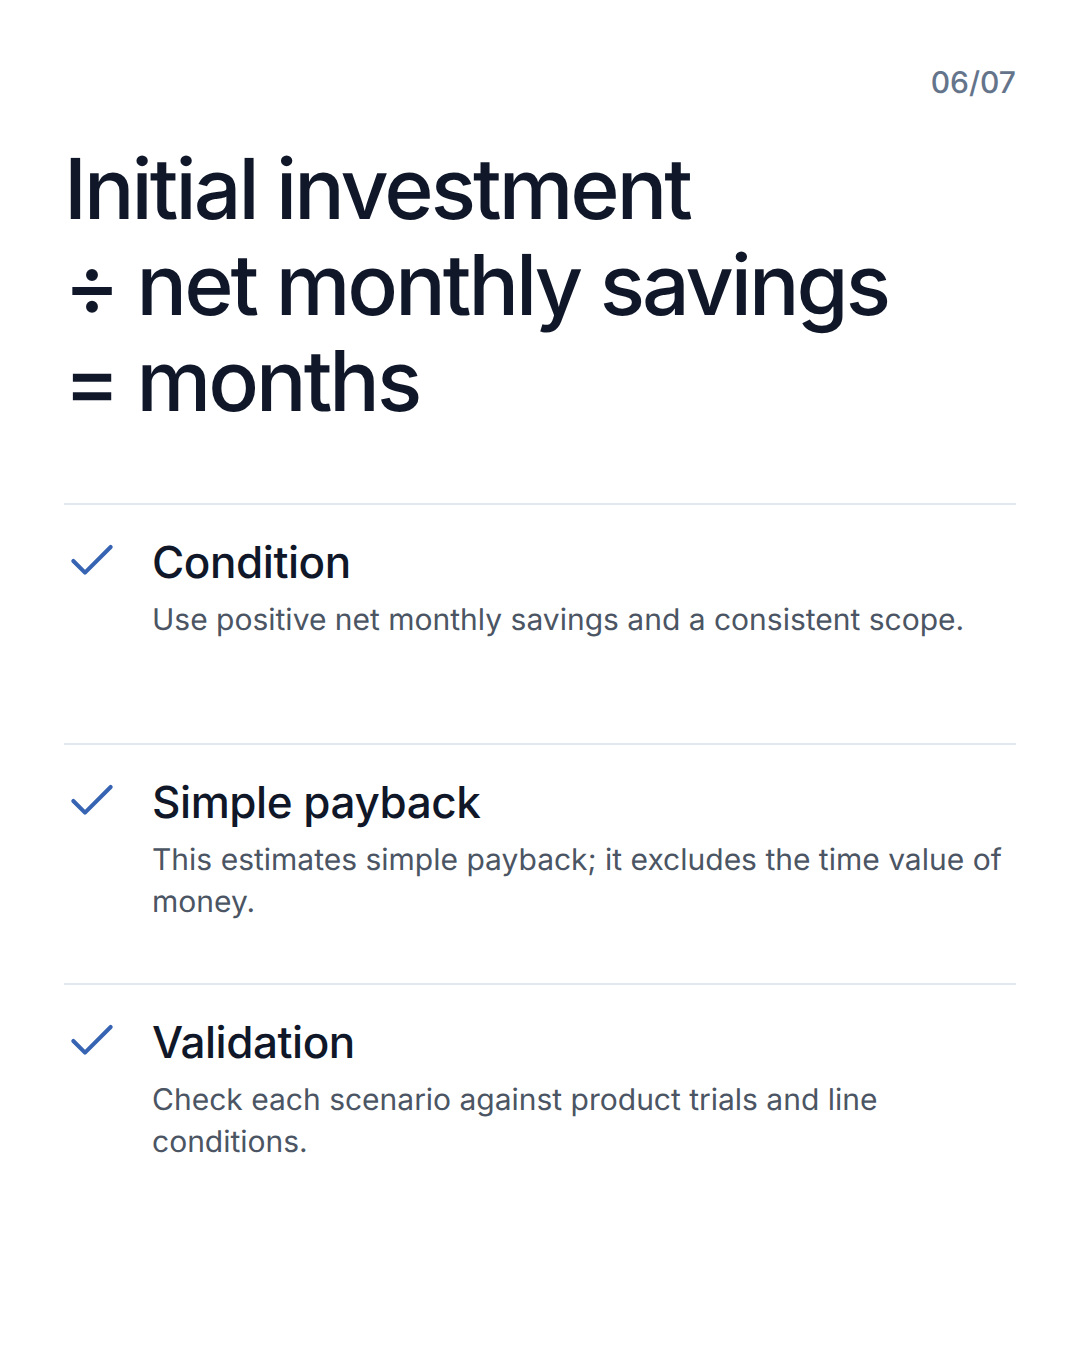 06/07
Initial investment
÷ net monthly savings
= months
Condition
Use positive net monthly savings and a consistent scope.
Simple payback
This estimates simple payback; it excludes the time value of
money.
Validation
Check each scenario against product trials and line
conditions.